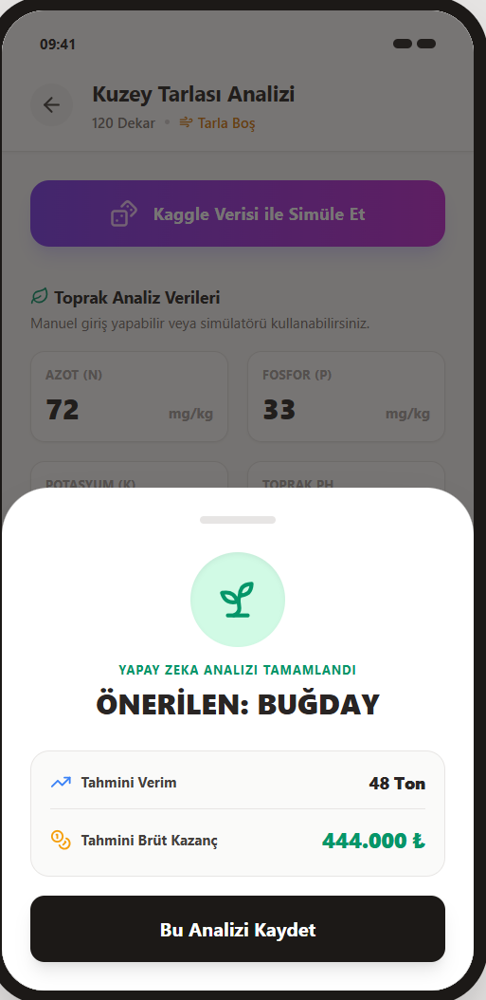 09:41
Kuzey Tarlası Analizi
120 Dekar • Tarla Boş
Kaggle Verisi ile Simüle Et
Toprak Analiz Verileri
Manuel giriş yapabilir veya simülatörü kullanabilirsiniz.
AZOT (N)
72 mg/kg
FOSFOR (P)
33 mg/kg
POTASYUM (K)
TOPRAK PH
YAPAY ZEKA ANALIZI TAMAMLANDI
ÖNERİLEN: BUĞDAY
Tahmini Verim 48 Ton
Tahmini Brüt Kazanç 444.000 ₺
Bu Analizi Kaydet